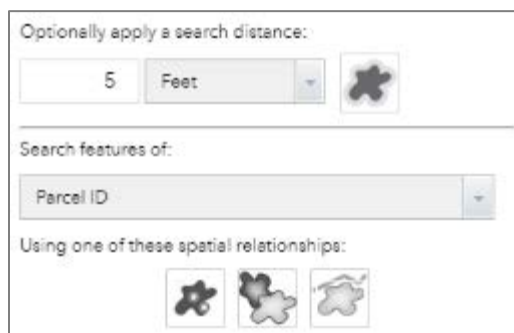 Optionally apply a search distance:
5 Feet
Search features of:
Parcel ID
Using one of these spatial relationships: